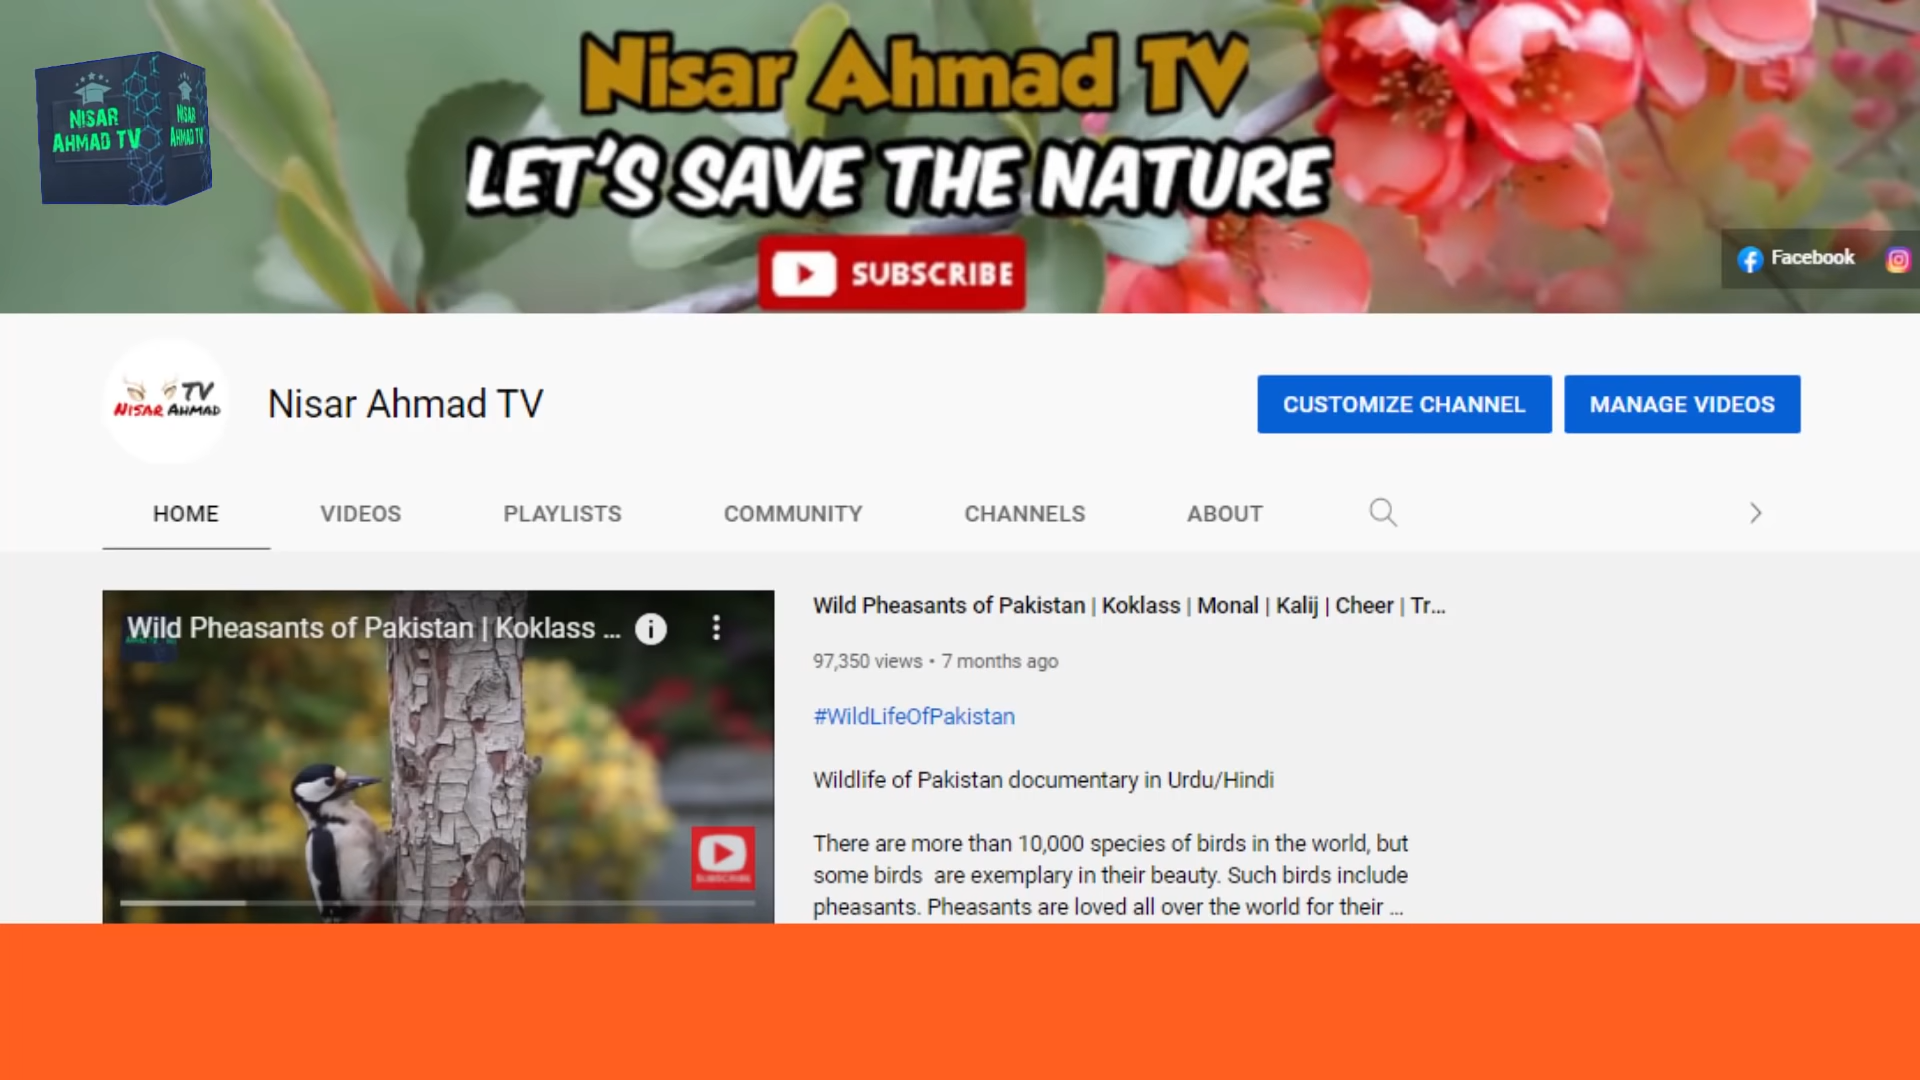 Nisar Ahmad TV
LET'S SAVE THE NATURE
SUBSCRIBE
NISAR
AHMAD TV
NISAR
AHMAD TV
Facebook
TV
NISAR AHMAD
Nisar Ahmad TV
CUSTOMIZE CHANNEL
MANAGE VIDEOS
HOME
VIDEOS
PLAYLISTS
COMMUNITY
CHANNELS
ABOUT
Wild Pheasants of Pakistan | Koklass ...
SUBSCRIBE
Wild Pheasants of Pakistan | Koklass | Monal | Kalij | Cheer | Tr...
97,350 views • 7 months ago
#WildLifeOfPakistan
Wildlife of Pakistan documentary in Urdu/Hindi
There are more than 10,000 species of birds in the world, but
some birds  are exemplary in their beauty. Such birds include
pheasants. Pheasants are loved all over the world for their ...